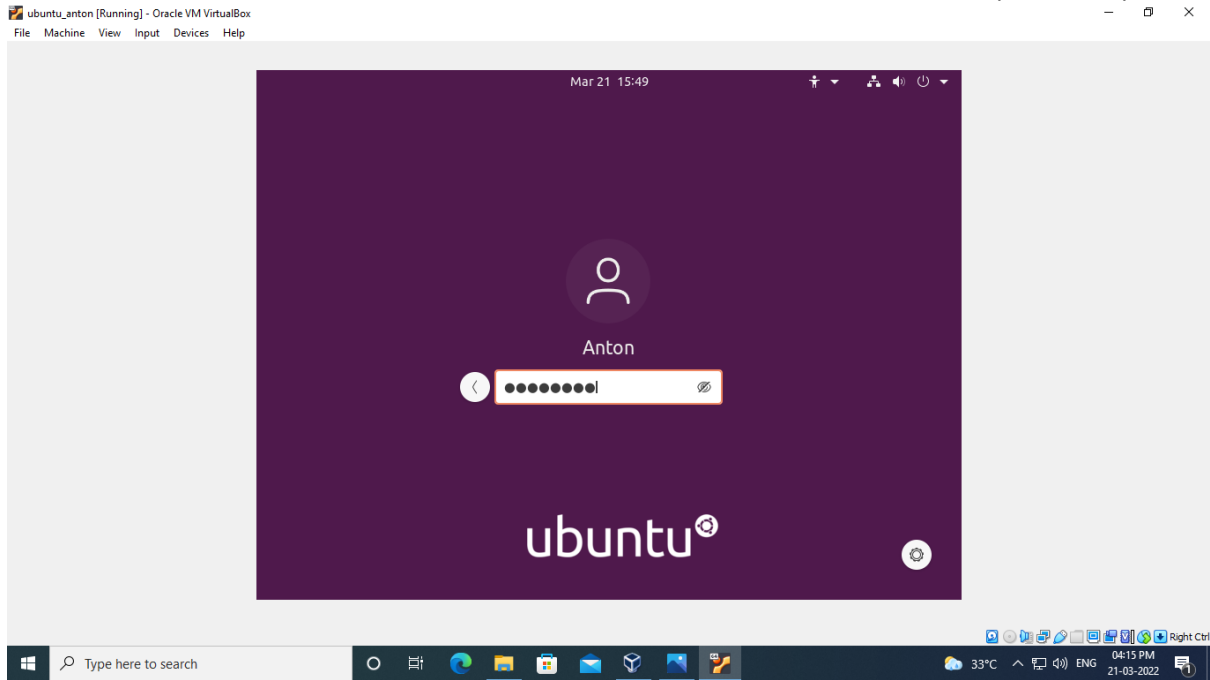 ubuntu_anton [Running] - Oracle VM VirtualBox
File Machine View Input Devices Help
Mar 21 15:49
Anton
ubuntu
Right Ctrl
Type here to search
33°C ENG 04:15 PM
21-03-2022
1